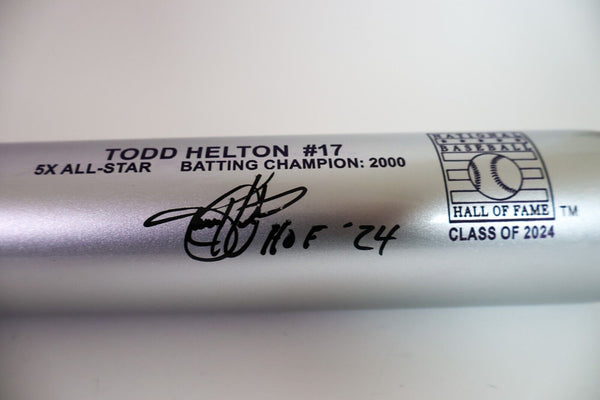 TODD HELTON #17
5X ALL-STAR BATTING CHAMPION: 2000
HOF '24
NATIONAL
BASEBALL
HALL OF FAME TM
CLASS OF 2024